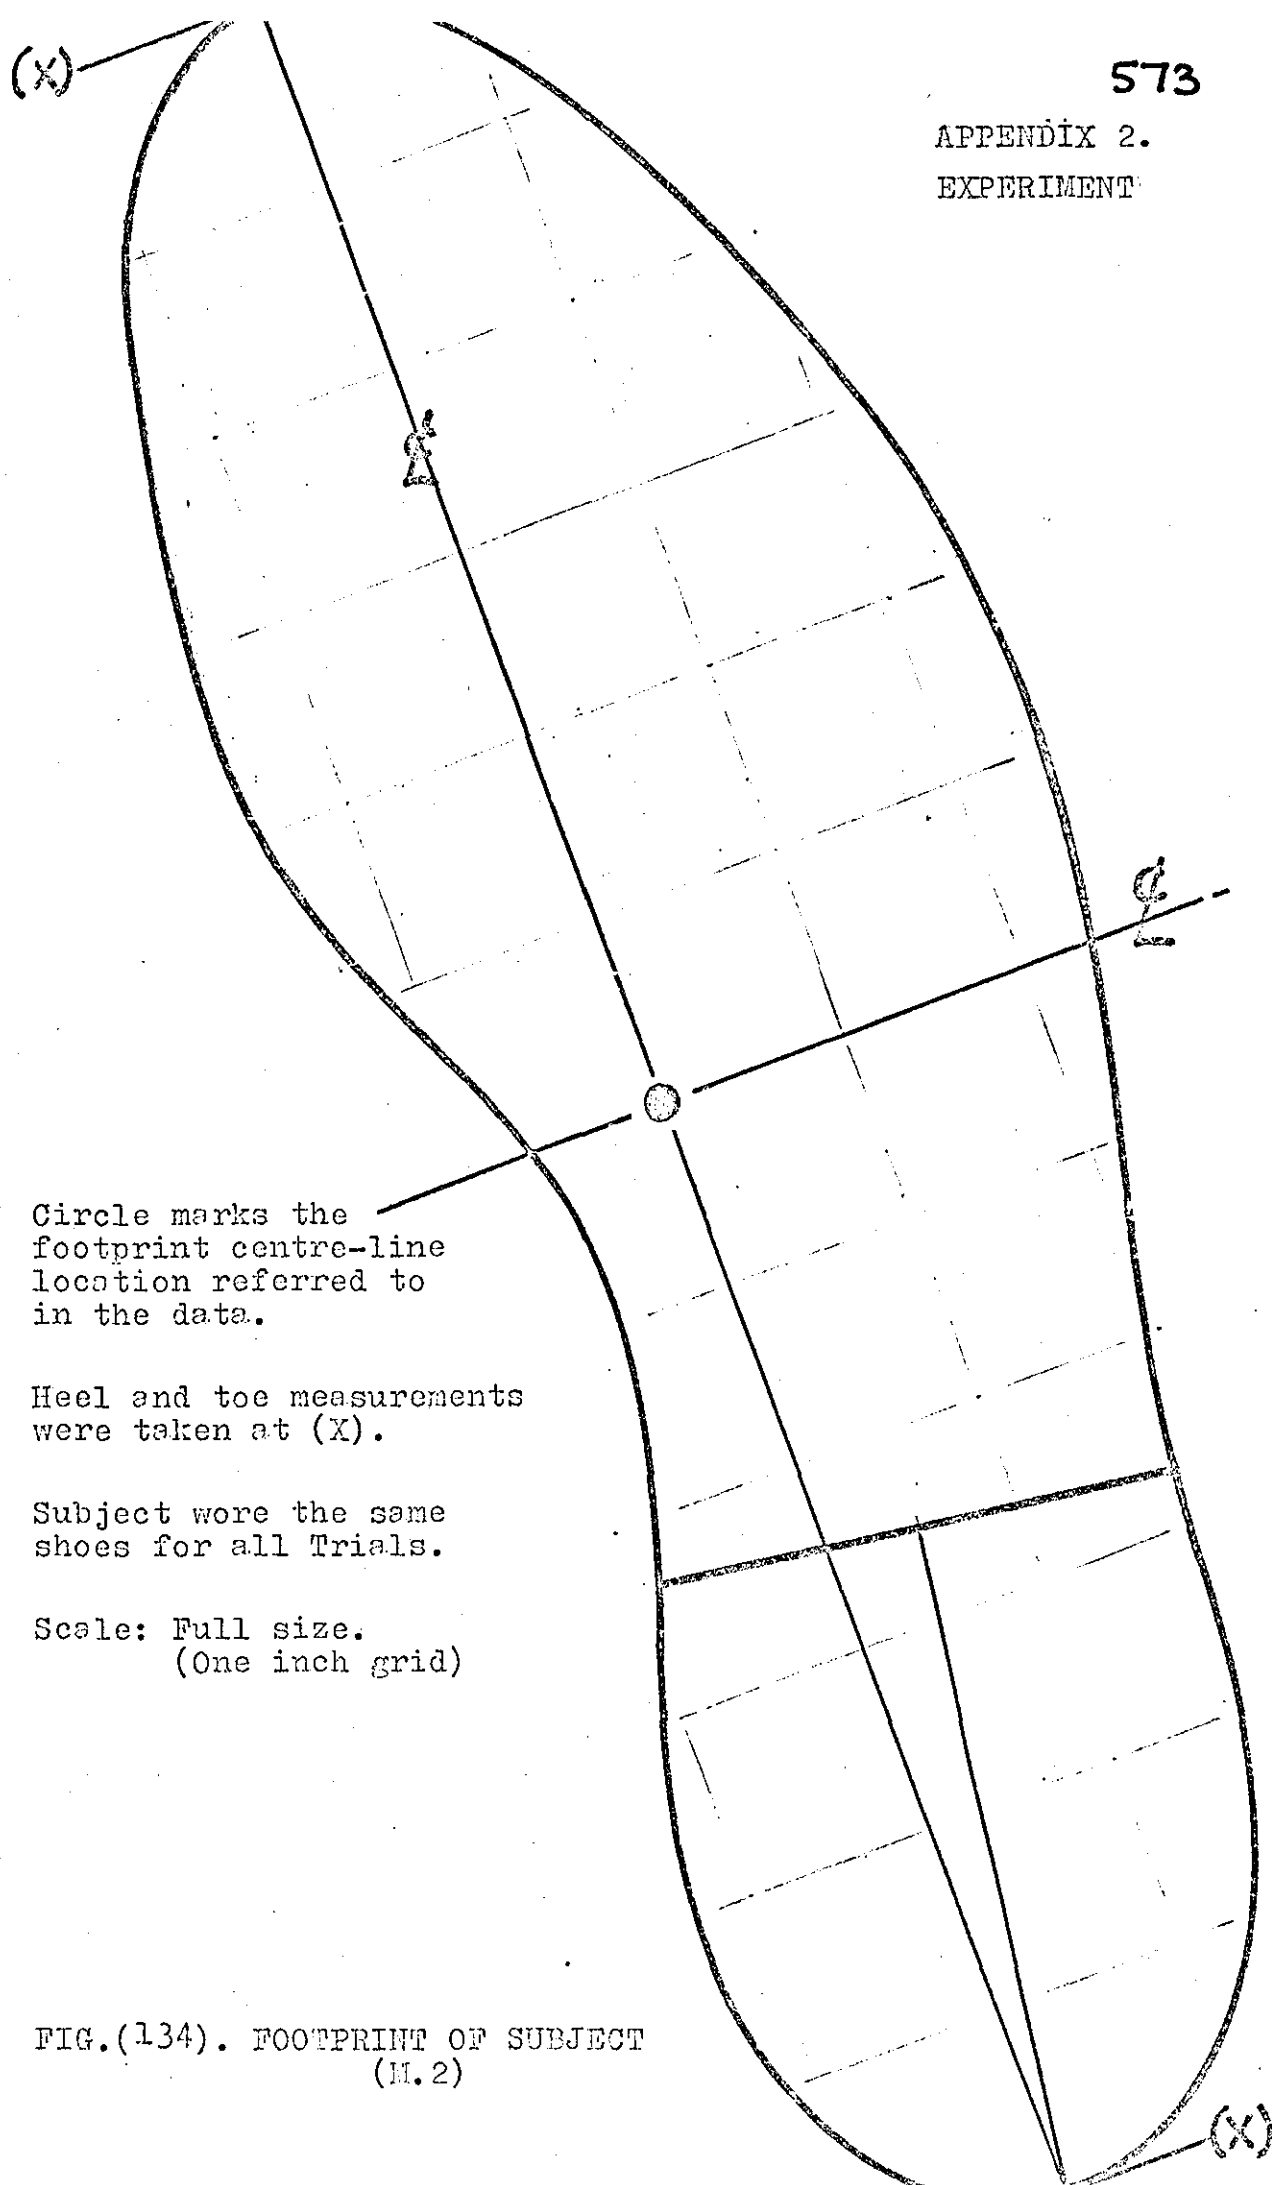 (X)
573
APPENDIX 2.
EXPERIMENT
℄
℄
Circle marks the
footprint centre-line
location referred to
in the data.
Heel and toe measurements
were taken at (X).
Subject wore the same
shoes for all Trials.
Scale: Full size.
(One inch grid)
FIG.(134). FOOTPRINT OF SUBJECT
(M.2)
(X)